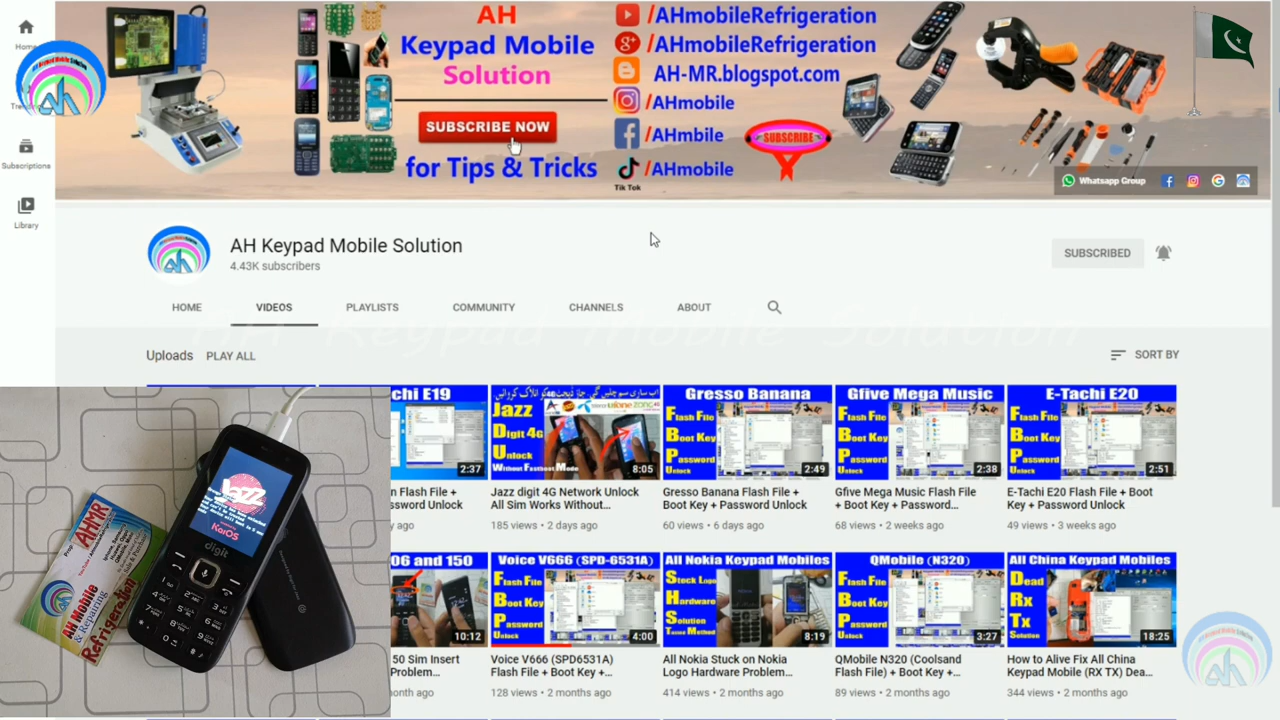 AH
Keypad Mobile
Solution
SUBSCRIBE NOW
for Tips & Tricks
/AHmobileRefrigeration
/AHmobileRefrigeration
AH-MR.blogspot.com
/AHmobile
/AHmbile
/AHmobile
Tik Tok
SUBSCRIBE
Whatsapp Group
Subscriptions
Library
AH Keypad Mobile Solution
4.43K subscribers
SUBSCRIBED
HOME VIDEOS PLAYLISTS COMMUNITY CHANNELS ABOUT
AH Keypad Mobile Solution
Uploads PLAY ALL
SORT BY
achi E19
2:37
n Flash File +
sword Unlock
y ago
Jazz
Digit 4G
Unlock
Without Fastboot Mode
8:05
Jazz digit 4G Network Unlock
All Sim Works Without...
185 views • 2 days ago
Gresso Banana
Flash File
Boot Key
Password
Unlock
2:49
Gresso Banana Flash File +
Boot Key + Password Unlock
60 views • 6 days ago
Gfive Mega Music
Flash File
Boot Key
Password
Unlock
2:38
Gfive Mega Music Flash File
+ Boot Key + Password...
68 views • 2 weeks ago
E-Tachi E20
Flash File
Boot Key
Password
Unlock
2:51
E-Tachi E20 Flash File + Boot
Key + Password Unlock
49 views • 3 weeks ago
06 and 150
10:12
50 Sim Insert
Problem...
onth ago
Voice V666 (SPD-6531A)
Flash File
Boot Key
Password
Unlock
4:00
Voice V666 (SPD6531A)
Flash File + Boot Key +...
128 views • 2 months ago
All Nokia Keypad Mobiles
Stuck Logo
Hardware
Solution
8:19
All Nokia Stuck on Nokia
Logo Hardware Problem...
414 views • 2 months ago
QMobile (N320)
Flash File
Boot Key
Password
Unlock
3:27
QMobile N320 (Coolsand
Flash File) + Boot Key +...
89 views • 2 months ago
All China Keypad Mobiles
Dead
Rx
Tx
Solution
18:25
How to Alive Fix All China
Keypad Mobile (RX TX) Dea...
344 views • 2 months ago
Jazz
KaiOS
digit
AHMR
AH Mobile
& Repairing
Refrigeration